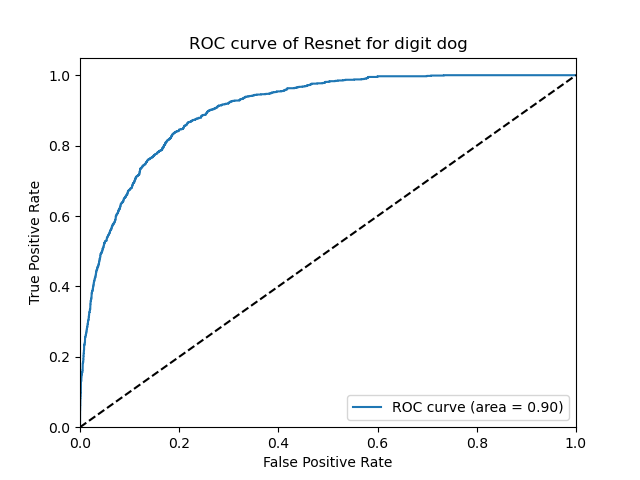 ROC curve of Resnet for digit dog
True Positive Rate
1.0
0.8
0.6
0.4
0.2
0.0
0.0 0.2 0.4 0.6 0.8 1.0
False Positive Rate
ROC curve (area = 0.90)